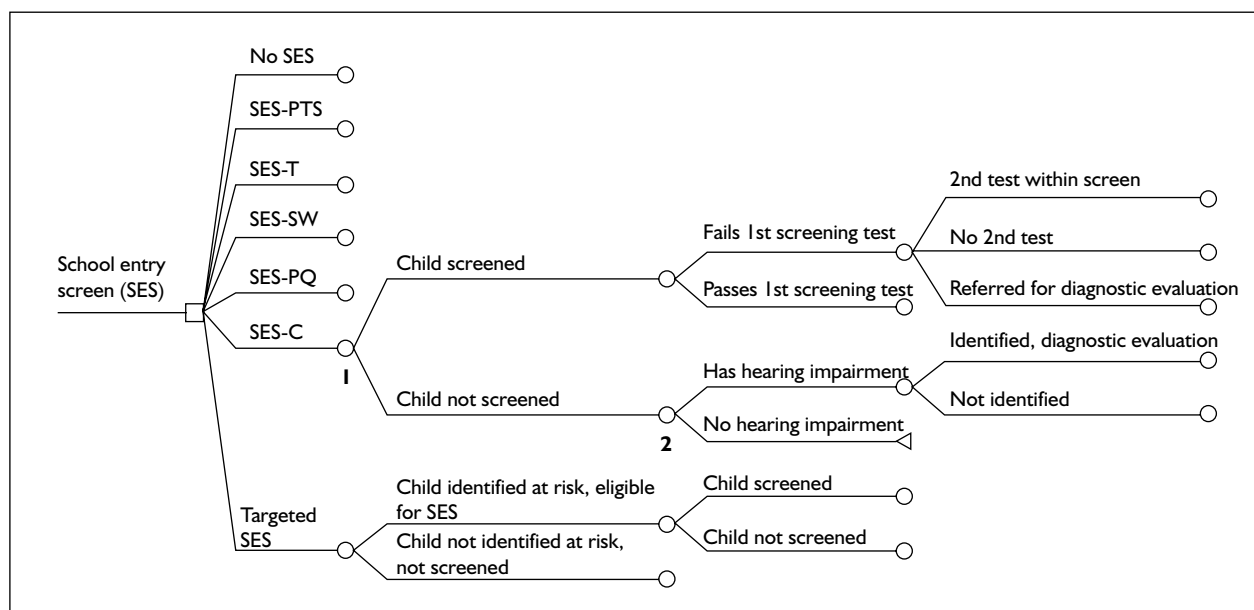 No SES
SES-PTS
SES-T
SES-SW
School entry
screen (SES)
SES-PQ
SES-C
1
Child screened
Fails 1st screening test
Passes 1st screening test
2nd test within screen
No 2nd test
Referred for diagnostic evaluation
Child not screened
2
Has hearing impairment
No hearing impairment
Identified, diagnostic evaluation
Not identified
Targeted
SES
Child identified at risk, eligible
for SES
Child not identified at risk,
not screened
Child screened
Child not screened